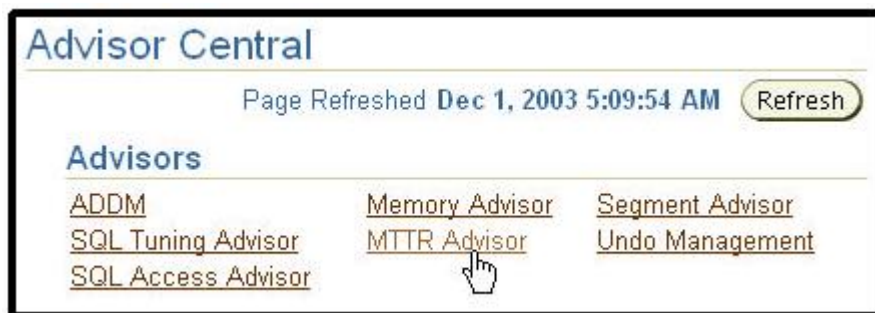 Advisor Central
Page Refreshed Dec 1, 2003 5:09:54 AM Refresh
Advisors
ADDM Memory Advisor Segment Advisor
SQL Tuning Advisor MTTR Advisor Undo Management
SQL Access Advisor